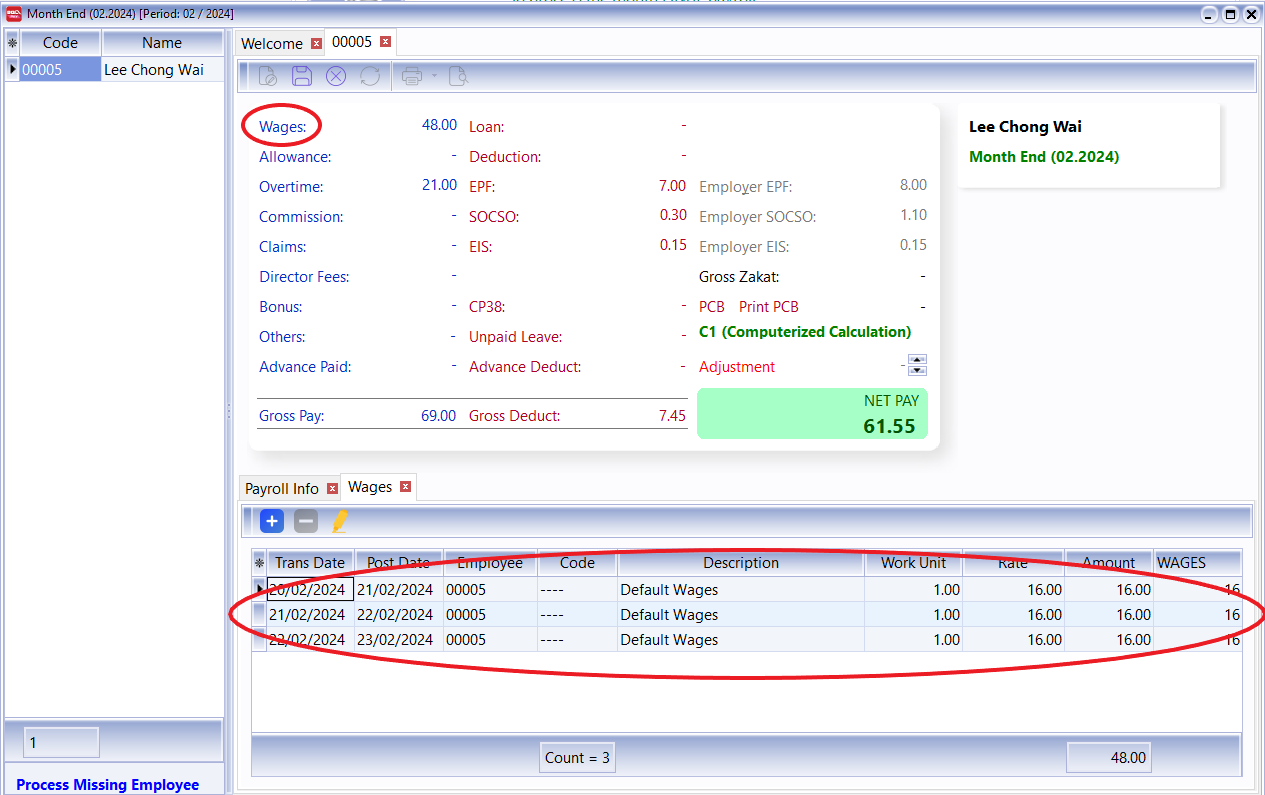 Month End (02.2024) [Period: 02 / 2024]
Code Name
00005 Lee Chong Wai
Welcome 00005
Wages: 48.00 Loan: -
Allowance: - Deduction: -
Overtime: 21.00 EPF: 7.00 Employer EPF: 8.00
Commission: - SOCSO: 0.30 Employer SOCSO: 1.10
Claims: - EIS: 0.15 Employer EIS: 0.15
Director Fees: - Gross Zakat: -
Bonus: - CP38: - PCB Print PCB -
Others: - Unpaid Leave: - C1 (Computerized Calculation)
Advance Paid: - Advance Deduct: - Adjustment -
Gross Pay: 69.00 Gross Deduct: 7.45
NET PAY
61.55
Lee Chong Wai
Month End (02.2024)
Payroll Info Wages
Trans Date Post Date Employee Code Description Work Unit Rate Amount WAGES
20/02/2024 21/02/2024 00005 ---- Default Wages 1.00 16.00 16.00 16
21/02/2024 22/02/2024 00005 ---- Default Wages 1.00 16.00 16.00 16
22/02/2024 23/02/2024 00005 ---- Default Wages 1.00 16.00 16.00 16
Count = 3 48.00
1
Process Missing Employee